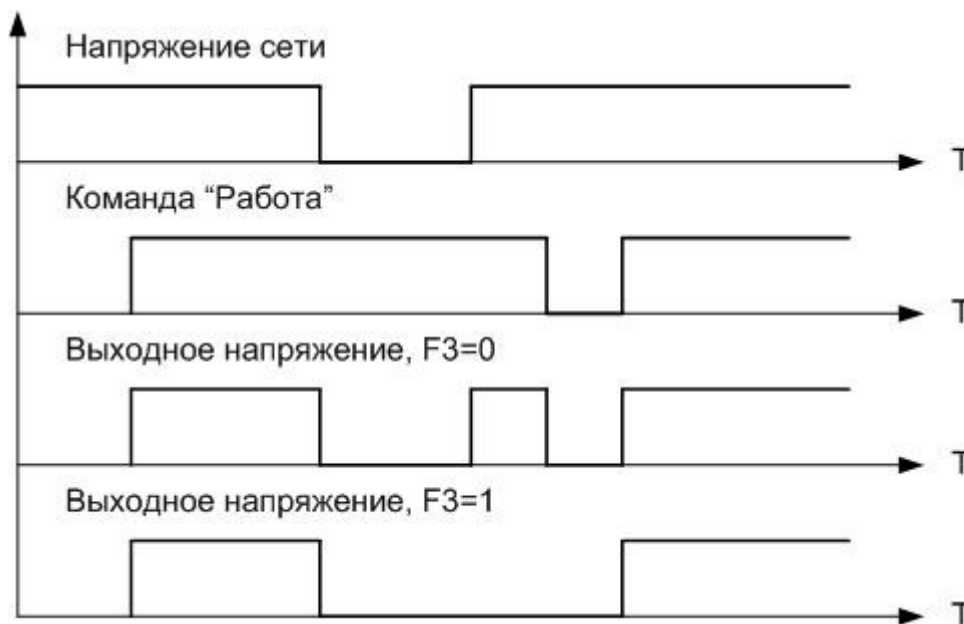 Напряжение сети
T
Команда “Работа”
T
Выходное напряжение, F3=0
T
Выходное напряжение, F3=1
T